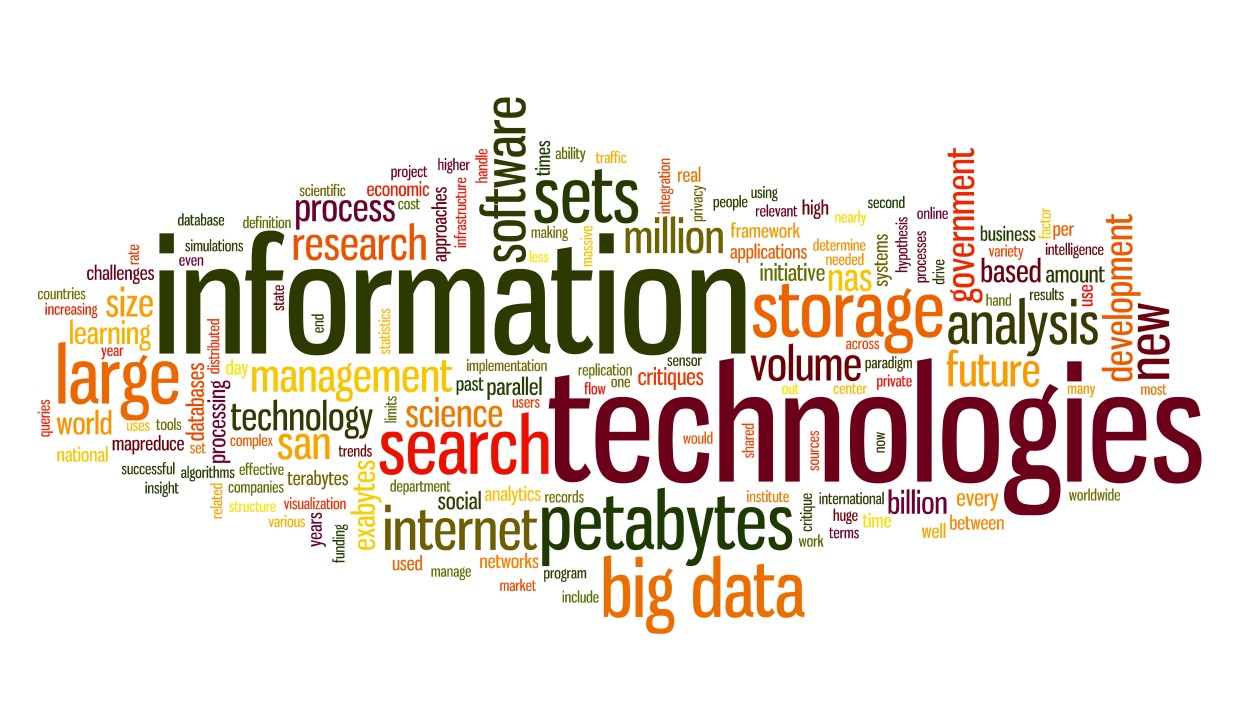 software
times
ability
traffic
handle
higher
project
integration
real
government
scientific
economic
infrastructure
approaches
sets
privacy
people
using
process
cost
relevant
high
nearly
second
online
database
definition
making
massive
million
framework
hypothesis
processes
business
factor
per
research
simulations
even
rate
less
applications
determine
needed
systems
drive
variety
intelligence
challenges
information
initiative
nas
based
amount
development
countries
increasing
size
state
end
statistics
storage
hand
results
use
new
learning
year
distributed
across
analysis
large
day
management
implementation
past
parallel
replication
flow
one
sensor
critiques
volume
paradigm
private
out
center
future
many
most
queries
world
uses
tools
databases
set
processing
technology
limits
science
users
technologies
mapreduce
complex
san
trends
search
would
shared
sources
now
national
successful
insight
algorithms
effective
terabytes
exabytes
department
related
companies
structure
visualization
various
years
funding
social
analytics
records
institute
critique
international
billion
every
worldwide
internet
petabytes
huge
time
terms
work
well
between
used
manage
networks
market
program
include
big data